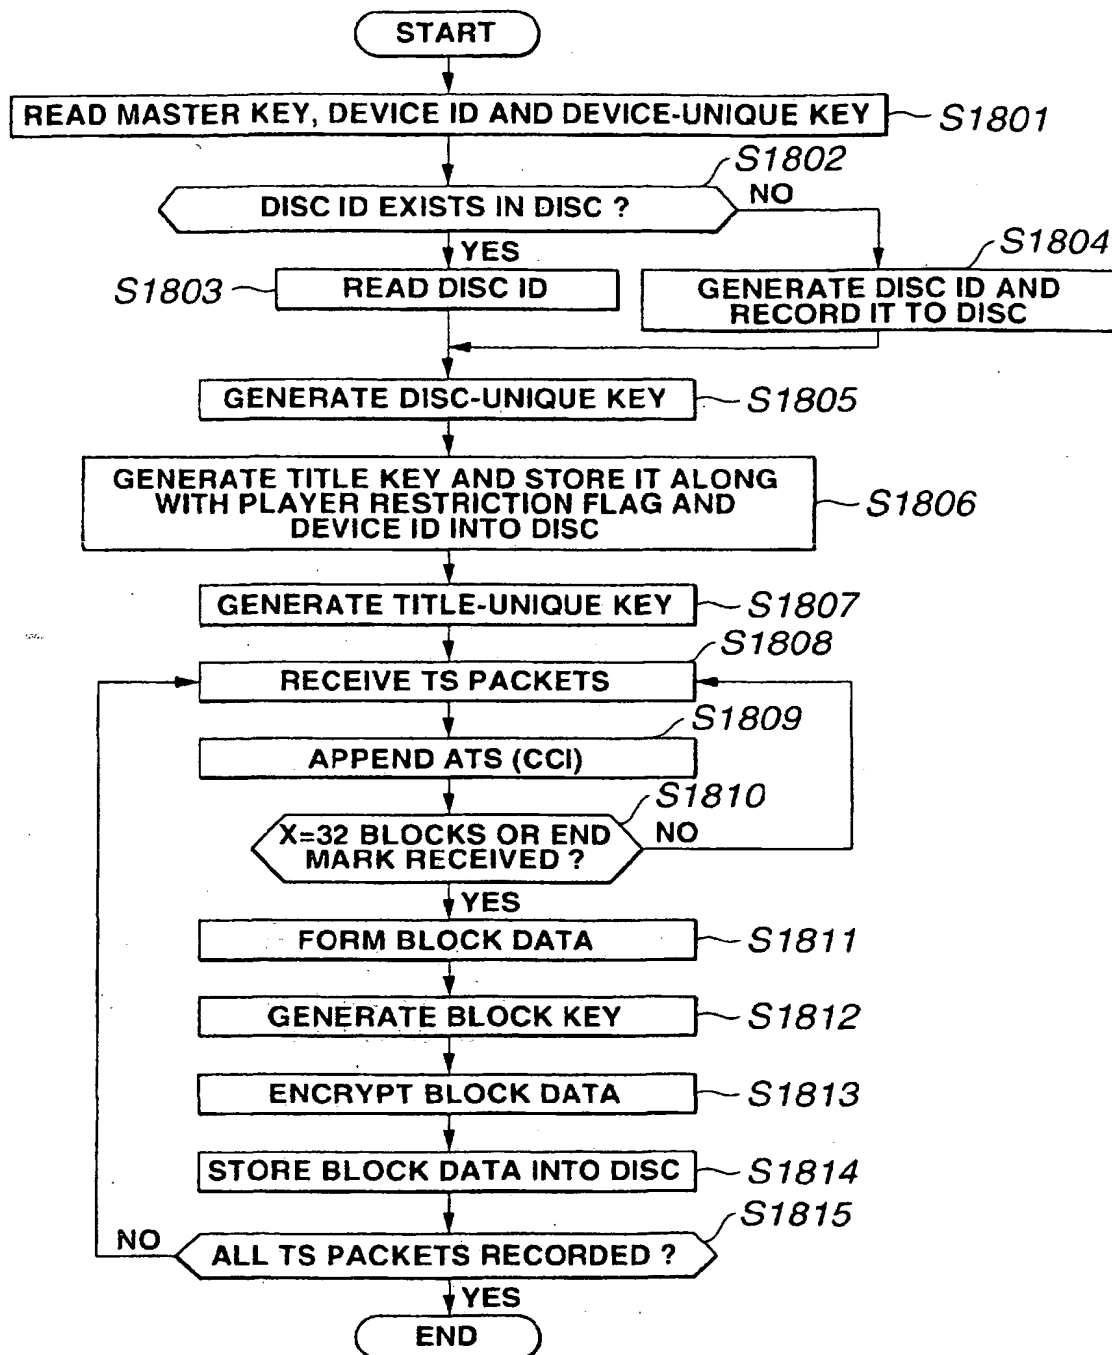 START
READ MASTER KEY, DEVICE ID AND DEVICE-UNIQUE KEY
S1801
S1802
DISC ID EXISTS IN DISC ?
NO
YES
S1803
READ DISC ID
S1804
GENERATE DISC ID AND
RECORD IT TO DISC
GENERATE DISC-UNIQUE KEY
S1805
GENERATE TITLE KEY AND STORE IT ALONG
WITH PLAYER RESTRICTION FLAG AND
DEVICE ID INTO DISC
S1806
GENERATE TITLE-UNIQUE KEY
S1807
S1808
RECEIVE TS PACKETS
S1809
APPEND ATS (CCI)
S1810
X=32 BLOCKS OR END
MARK RECEIVED ?
NO
YES
FORM BLOCK DATA
S1811
GENERATE BLOCK KEY
S1812
ENCRYPT BLOCK DATA
S1813
STORE BLOCK DATA INTO DISC
S1814
S1815
NO
ALL TS PACKETS RECORDED ?
YES
END